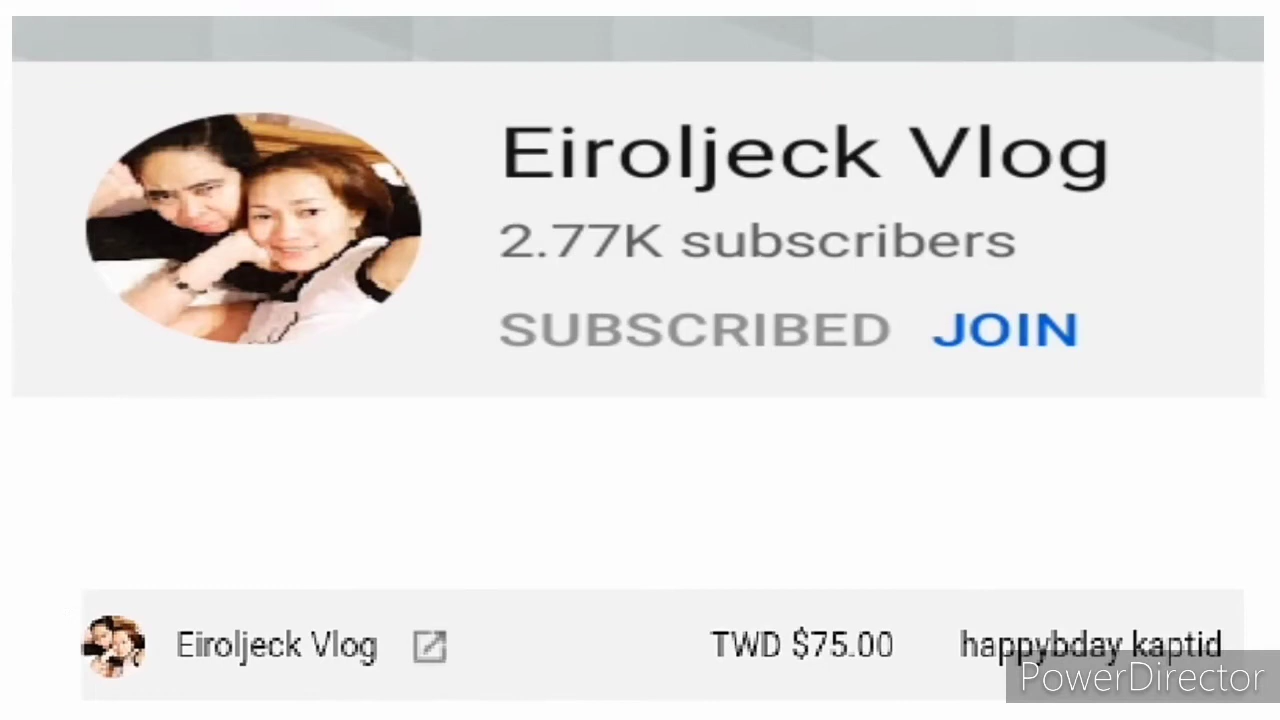 Eiroljeck Vlog
2.77K subscribers
SUBSCRIBED JOIN
Eiroljeck Vlog TWD $75.00 happybday kaptid
PowerDirector